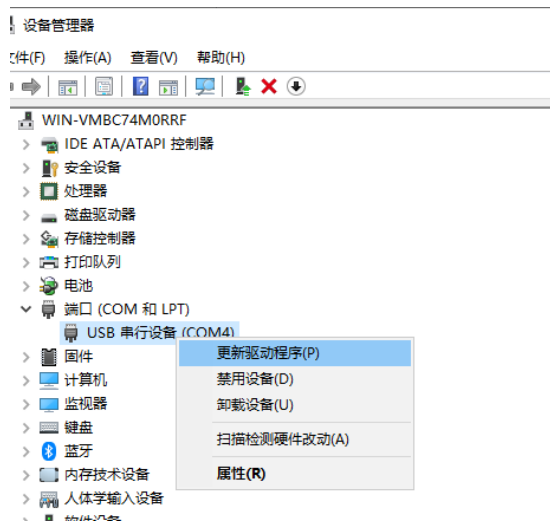 设备管理器
文件(F) 操作(A) 查看(V) 帮助(H)
WIN-VMBC74M0RRF
IDE ATA/ATAPI 控制器
安全设备
处理器
磁盘驱动器
存储控制器
打印队列
电池
端口 (COM 和 LPT)
USB 串行设备 (COM4)
更新驱动程序(P)
固件
计算机
禁用设备(D)
监视器
卸载设备(U)
键盘
扫描检测硬件改动(A)
蓝牙
内存技术设备
属性(R)
人体学输入设备
软件设备